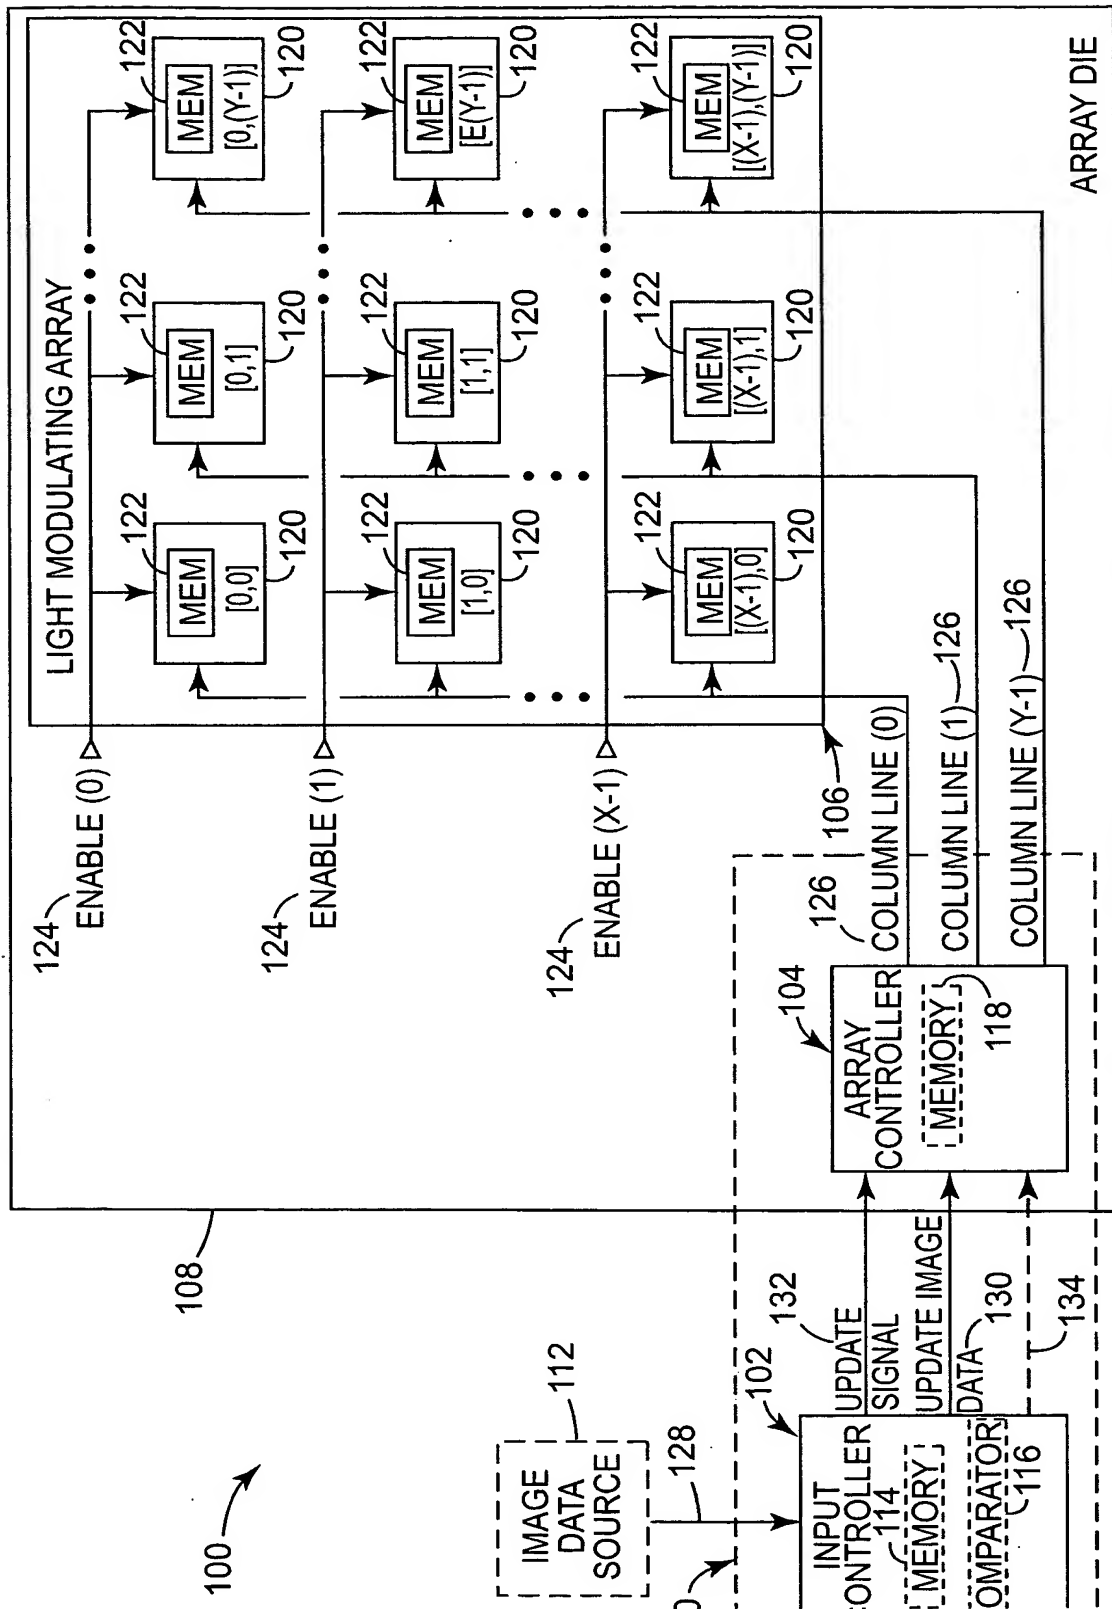 100
108
LIGHT MODULATING ARRAY
124
ENABLE (0)
122
MEM
[0,0]
120
122
MEM
[0,1]
120
122
MEM
[0,(Y-1)]
120
124
ENABLE (1)
122
MEM
[1,0]
120
122
MEM
[1,1]
120
122
MEM
[E(Y-1)]
120
124
ENABLE (X-1)
122
MEM
[(X-1),0]
120
122
MEM
[(X-1),1]
120
122
MEM
[(X-1),(Y-1)]
120
106
112
IMAGE
DATA
SOURCE
128
102
INPUT
114
MEMORY
116
132
UPDATE
SIGNAL
UPDATE IMAGE
DATA
130
134
104
ARRAY
CONTROLLER
MEMORY
118
126
COLUMN LINE (0)
COLUMN LINE (1)
126
COLUMN LINE (Y-1)
126
ARRAY DIE